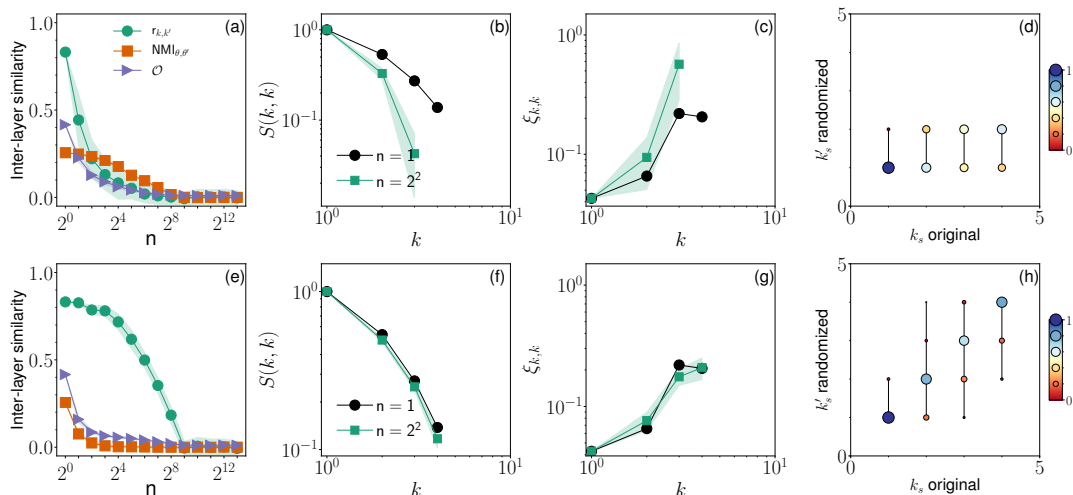 1.0
0.5
0.0
Inter-layer similarity
(a)
r_{k,k′}
NMI_{θ,θ′}
𝒪
2^0
2^4
2^8
2^12
n
(b)
10^0
10^-1
S(k, k)
n = 1
n = 2^2
10^0
10^1
k
(c)
10^0
10^-1
ξ_{k,k}
10^0
10^1
k
(d)
5
0
k′_s randomized
0
5
k_s original
1
0
(e)
1.0
0.5
0.0
Inter-layer similarity
2^0
2^4
2^8
2^12
n
(f)
10^0
10^-1
S(k, k)
n = 1
n = 2^2
10^0
10^1
k
(g)
10^0
10^-1
ξ_{k,k}
10^0
10^1
k
(h)
5
0
k′_s randomized
0
5
k_s original
1
0